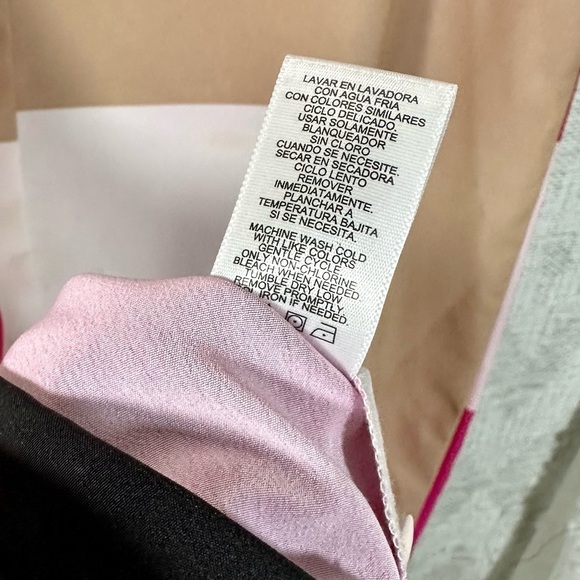 LAVAR EN LAVADORA
CON AGUA FRIA
CON COLORES SIMILARES
CICLO DELICADO.
USAR SOLAMENTE
BLANQUEADOR
SIN CLORO
CUANDO SE NECESITE.
SECAR EN SECADORA
CICLO LENTO
REMOVER
INMEDIATAMENTE.
PLANCHAR A
TEMPERATURA BAJITA
SI SE NECESITA.
MACHINE WASH COLD
WITH LIKE COLORS
GENTLE CYCLE
ONLY NON-CHLORINE
BLEACH WHEN NEEDED.
TUMBLE DRY LOW
REMOVE PROMPTLY.
IRON IF NEEDED.